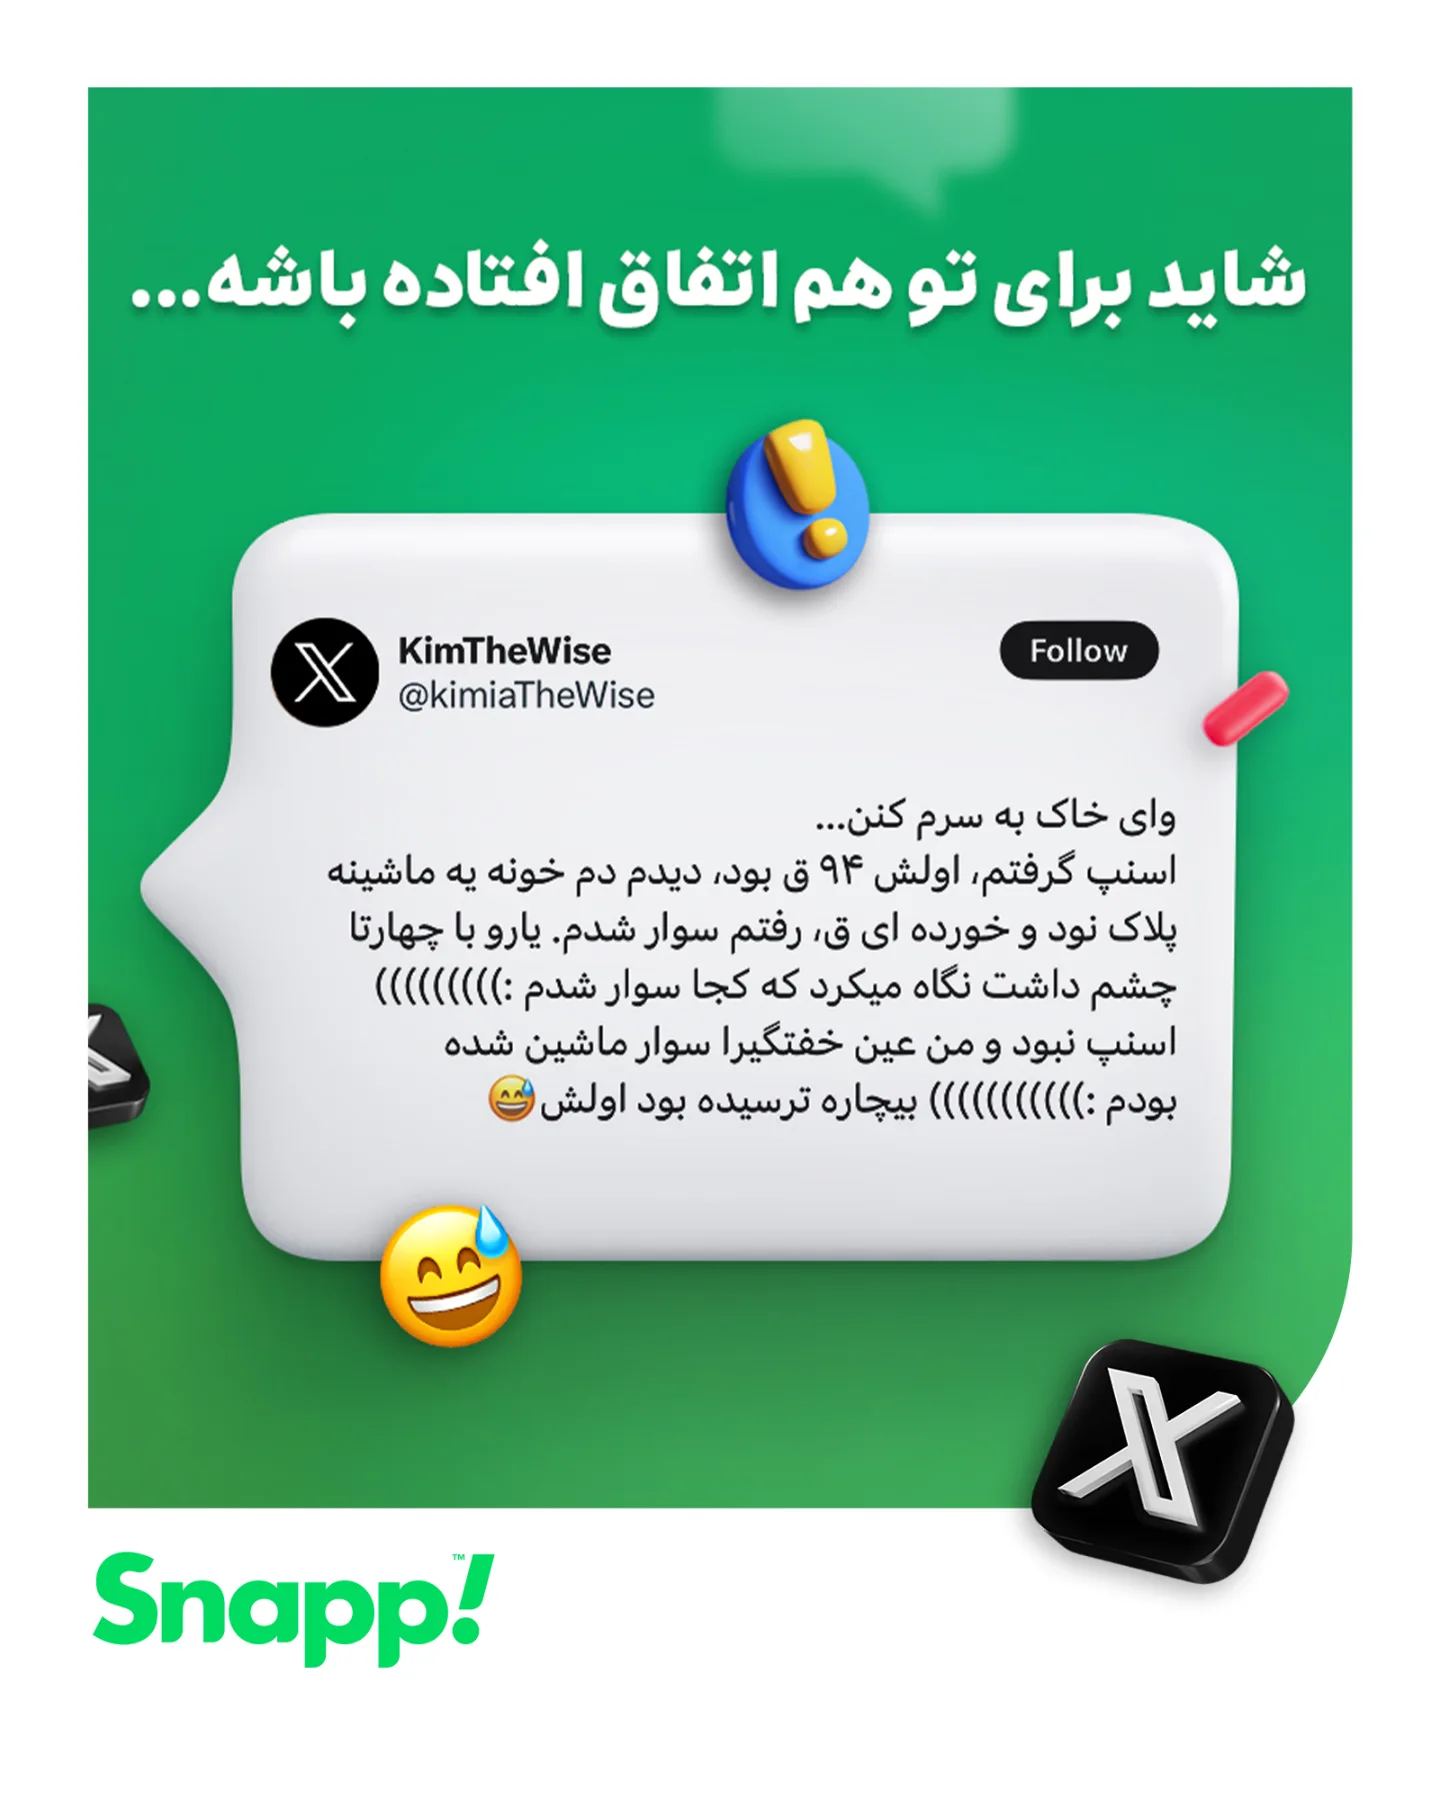 شاید برای تو هم اتفاق افتاده باشه...
KimTheWise
@kimiaTheWise
Follow
وای خاک به سرم کنن...
اسنپ گرفتم، اولش ۹۴ ق بود، دیدم دم خونه یه ماشینه
پلاک نود و خورده ای ق، رفتم سوار شدم. یارو با چهارتا
چشم داشت نگاه میکرد که کجا سوار شدم :)))))))))
اسنپ نبود و من عین خفتگیرا سوار ماشین شده
بودم :))))))))))) بیچاره ترسیده بود اولش😅
Snapp!™